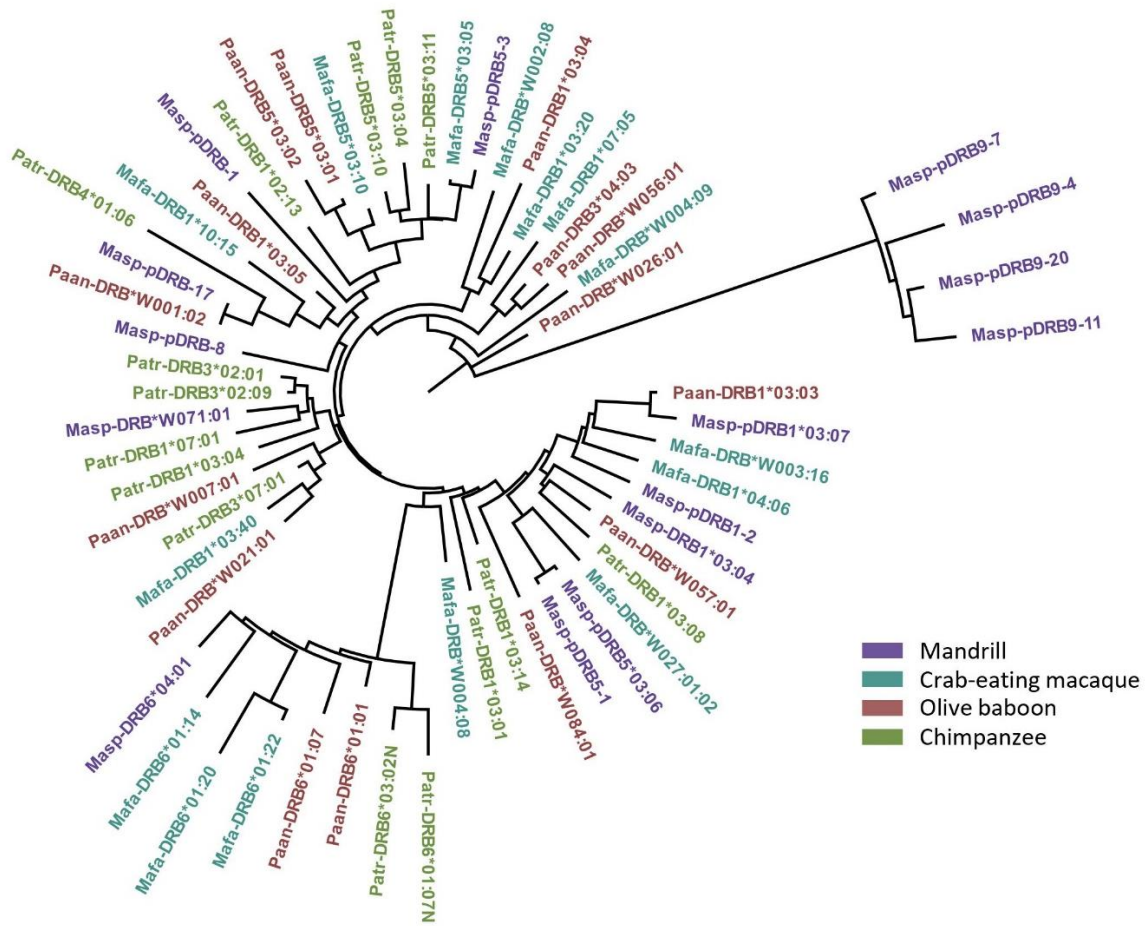 Patr-DRB4*01:06
Mafa-DRB1*10:15
Masp-pDRB-1
Paan-DRB1*03:05
Patr-DRB1*02:13
Paan-DRB5*03:02
Paan-DRB5*03:01
Mafa-DRB5*03:10
Patr-DRB5*03:10
Patr-DRB5*03:04
Patr-DRB5*03:11
Mafa-DRB5*03:05
Masp-pDRB5-3
Mafa-DRB*W002:08
Paan-DRB1*03:04
Mafa-DRB1*03:20
Mafa-DRB1*07:05
Paan-DRB3*04:03
Paan-DRB*W056:01
Mafa-DRB*W004:09
Paan-DRB*W026:01
Masp-pDRB9-7
Masp-pDRB9-4
Masp-pDRB9-20
Masp-pDRB9-11
Paan-DRB1*03:03
Masp-pDRB1*03:07
Mafa-DRB*W003:16
Mafa-DRB1*04:06
Masp-pDRB1-2
Masp-DRB1*03:04
Paan-DRB*W057:01
Patr-DRB1*03:08
Mafa-DRB*W027:01:02
Masp-pDRB5*03:06
Masp-pDRB5-1
Paan-DRB*W084:01
Patr-DRB1*03:14
Patr-DRB1*03:01
Mafa-DRB*W004:08
Patr-DRB6*01:07N
Patr-DRB6*03:02N
Paan-DRB6*01:01
Paan-DRB6*01:07
Mafa-DRB6*01:22
Mafa-DRB6*01:20
Mafa-DRB6*01:14
Masp-DRB6*04:01
Paan-DRB*W021:01
Mafa-DRB1*03:40
Patr-DRB3*07:01
Paan-DRB*W007:01
Patr-DRB1*03:04
Patr-DRB1*07:01
Masp-DRB*W071:01
Patr-DRB3*02:09
Patr-DRB3*02:01
Masp-pDRB-8
Paan-DRB*W001:02
Masp-pDRB-17
Mandrill
Crab-eating macaque
Olive baboon
Chimpanzee